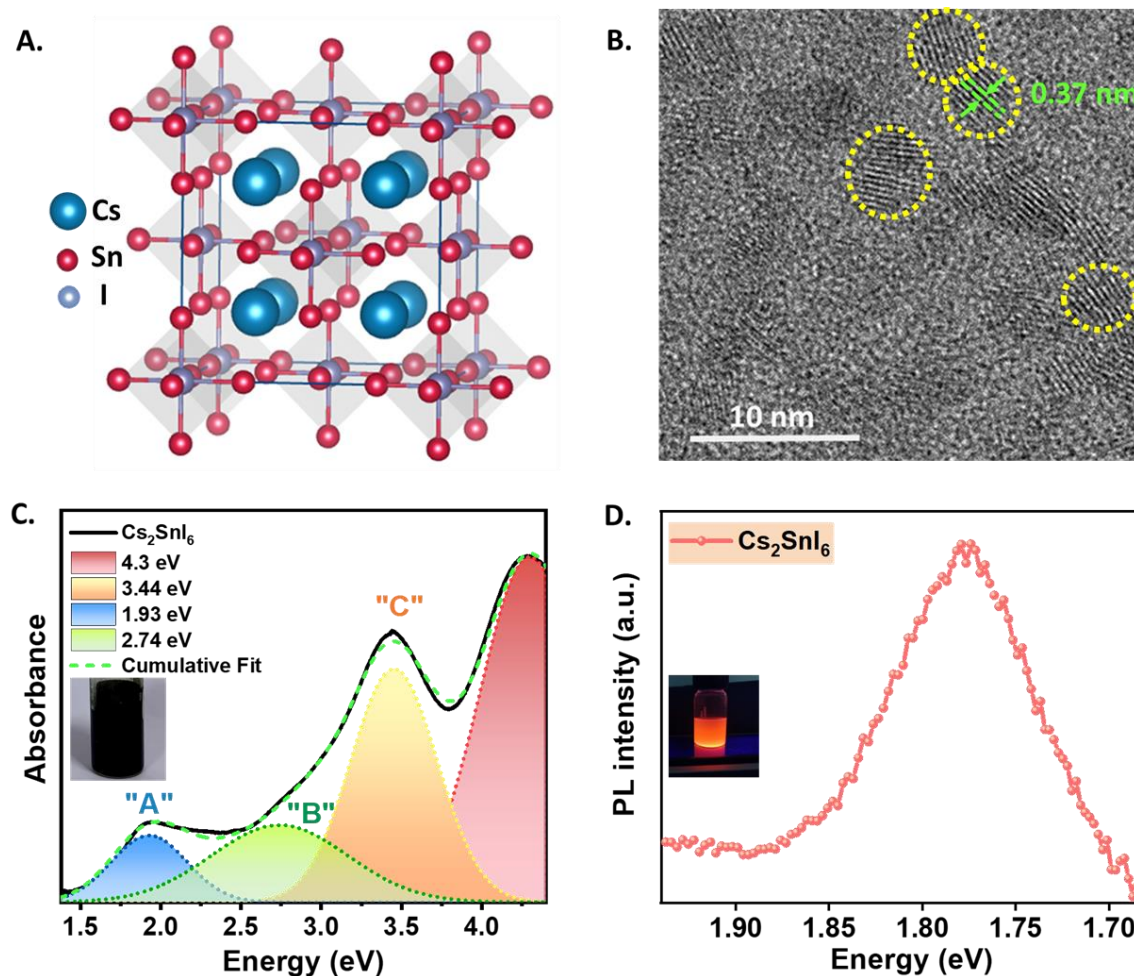 A.
Cs
Sn
I
B.
0.37 nm
10 nm
C.
Cs₂SnI₆
4.3 eV
3.44 eV
1.93 eV
2.74 eV
Cumulative Fit
"A"
"B"
"C"
Absorbance
1.5 2.0 2.5 3.0 3.5 4.0
Energy (eV)
D.
Cs₂SnI₆
PL intensity (a.u.)
1.90 1.85 1.80 1.75 1.70
Energy (eV)